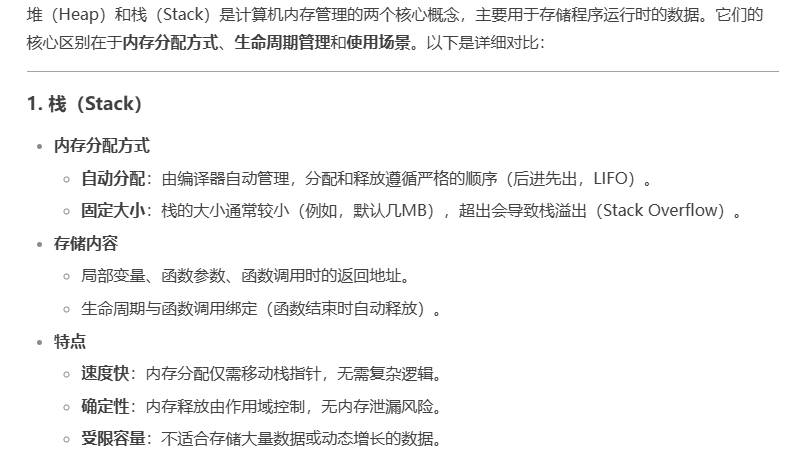 堆（Heap）和栈（Stack）是计算机内存管理的两个核心概念，主要用于存储程序运行时的数据。它们的
核心区别在于内存分配方式、生命周期管理和使用场景。以下是详细对比：
1. 栈（Stack）
• 内存分配方式
◦ 自动分配：由编译器自动管理，分配和释放遵循严格的顺序（后进先出，LIFO）。
◦ 固定大小：栈的大小通常较小（例如，默认几MB），超出会导致栈溢出（Stack Overflow）。
• 存储内容
◦ 局部变量、函数参数、函数调用时的返回地址。
◦ 生命周期与函数调用绑定（函数结束时自动释放）。
• 特点
◦ 速度快：内存分配仅需移动栈指针，无需复杂逻辑。
◦ 确定性：内存释放由作用域控制，无内存泄漏风险。
◦ 受限容量：不适合存储大量数据或动态增长的数据。